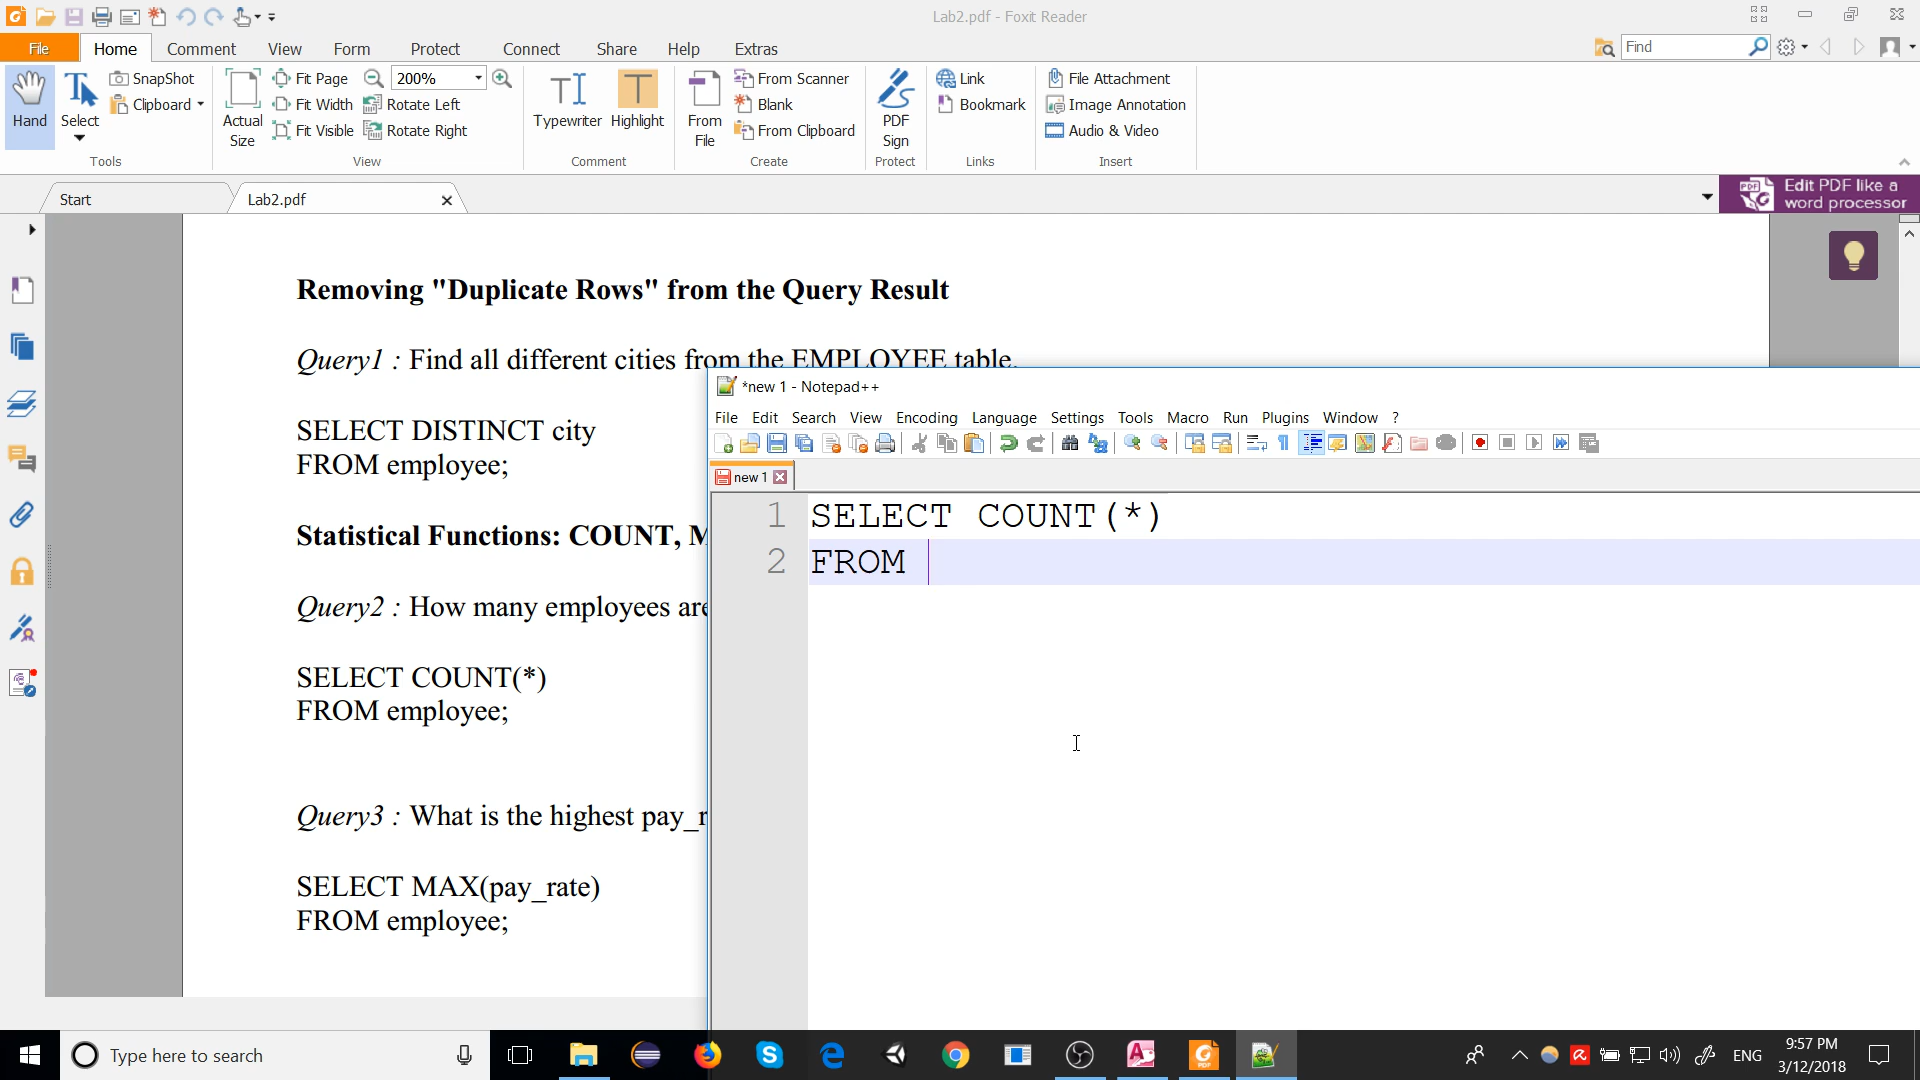 Lab2.pdf - Foxit Reader
File Home Comment View Form Protect Connect Share Help Extras
Find
Hand
Select
SnapShot
Clipboard
Tools
Actual Size
Fit Page
Fit Width
Fit Visible
200%
Rotate Left
Rotate Right
View
Typewriter
Highlight
Comment
From File
From Scanner
Blank
From Clipboard
Create
PDF Sign
Protect
Link
Bookmark
Links
File Attachment
Image Annotation
Audio & Video
Insert
Start
Lab2.pdf
Edit PDF like a
word processor
Removing "Duplicate Rows" from the Query Result
Query1 : Find all different cities from the EMPLOYEE table.
SELECT DISTINCT city
FROM employee;
Statistical Functions: COUNT, M
Query2 : How many employees are
SELECT COUNT(*)
FROM employee;
Query3 : What is the highest pay_r
SELECT MAX(pay_rate)
FROM employee;
*new 1 - Notepad++
File Edit Search View Encoding Language Settings Tools Macro Run Plugins Window ?
new 1
1 SELECT COUNT(*)
2 FROM
Type here to search
ENG
9:57 PM
3/12/2018